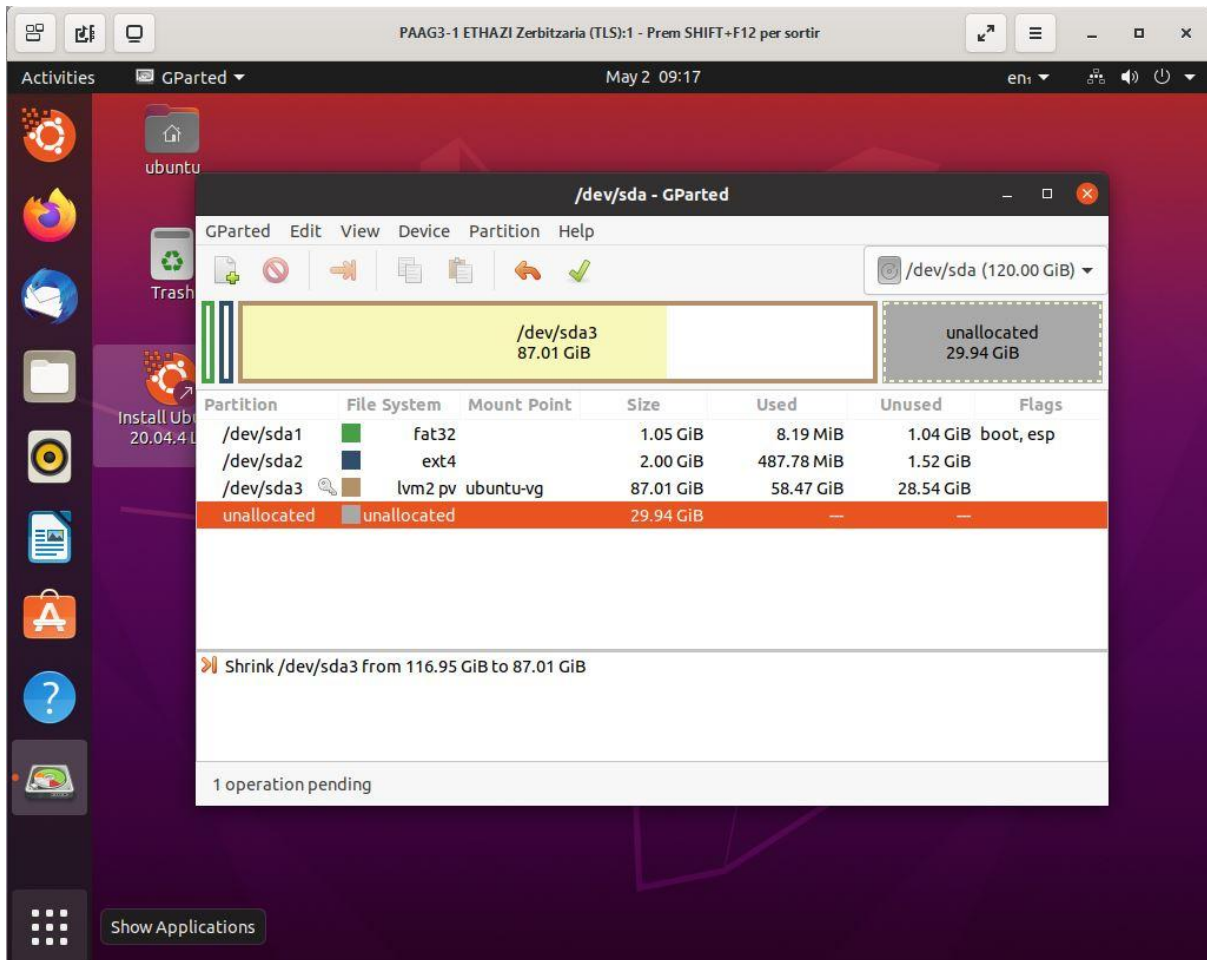 PAAG3-1 ETHAZI Zerbitzaria (TLS):1 - Prem SHIFT+F12 per sortir
Activities GParted May 2 09:17 en1
ubuntu
Trash
Install Ubu
20.04.4 L
/dev/sda - GParted
GParted Edit View Device Partition Help
/dev/sda (120.00 GiB)
/dev/sda3
87.01 GiB
unallocated
29.94 GiB
Partition File System Mount Point Size Used Unused Flags
/dev/sda1 fat32 1.05 GiB 8.19 MiB 1.04 GiB boot, esp
/dev/sda2 ext4 2.00 GiB 487.78 MiB 1.52 GiB
/dev/sda3 lvm2 pv ubuntu-vg 87.01 GiB 58.47 GiB 28.54 GiB
unallocated unallocated 29.94 GiB — —
Shrink /dev/sda3 from 116.95 GiB to 87.01 GiB
1 operation pending
Show Applications